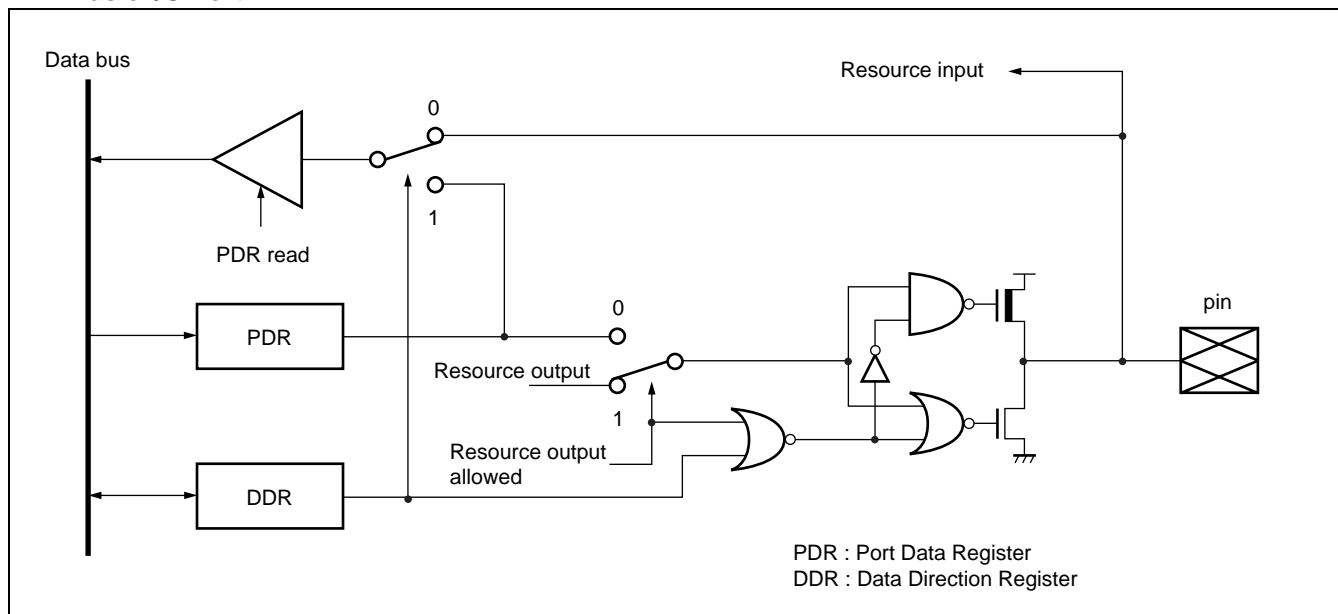 Data bus
Resource input
0
1
PDR read
pin
0
PDR
Resource output
1
Resource output
allowed
DDR
PDR : Port Data Register
DDR : Data Direction Register